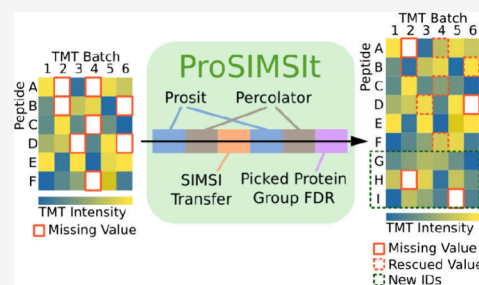 TMT Batch
1 2 3 4 5 6
Peptide
A
B
C
D
E
F
TMT Intensity
Missing Value
ProSIMSIt
Prosit
Percolator
SIMSI
Transfer
Picked Protein
Group FDR
TMT Batch
1 2 3 4 5 6
Peptide
A
B
C
D
E
F
G
H
I
TMT Intensity
Missing Value
Rescued Value
New IDs